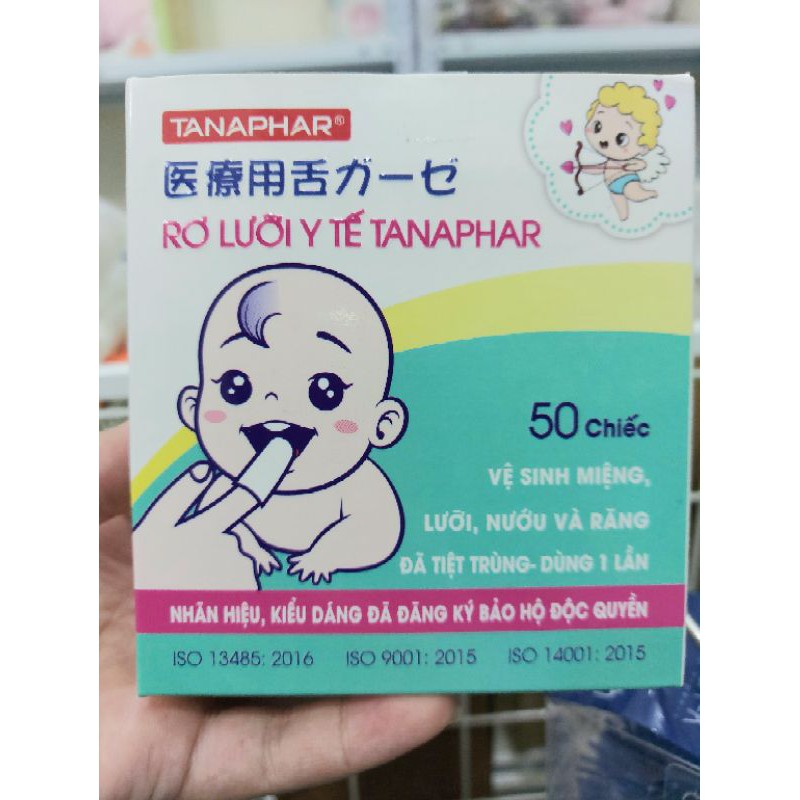 TANAPHAR®
医療用舌ガーゼ
RƠ LƯỠI Y TẾ TANAPHAR
50 Chiếc
VỆ SINH MIỆNG,
LƯỠI, NƯỚU VÀ RĂNG
ĐÃ TIỆT TRÙNG- DÙNG 1 LẦN
NHÃN HIỆU, KIỂU DÁNG ĐÃ ĐĂNG KÝ BẢO HỘ ĐỘC QUYỀN
ISO 13485: 2016 ISO 9001: 2015 ISO 14001: 2015